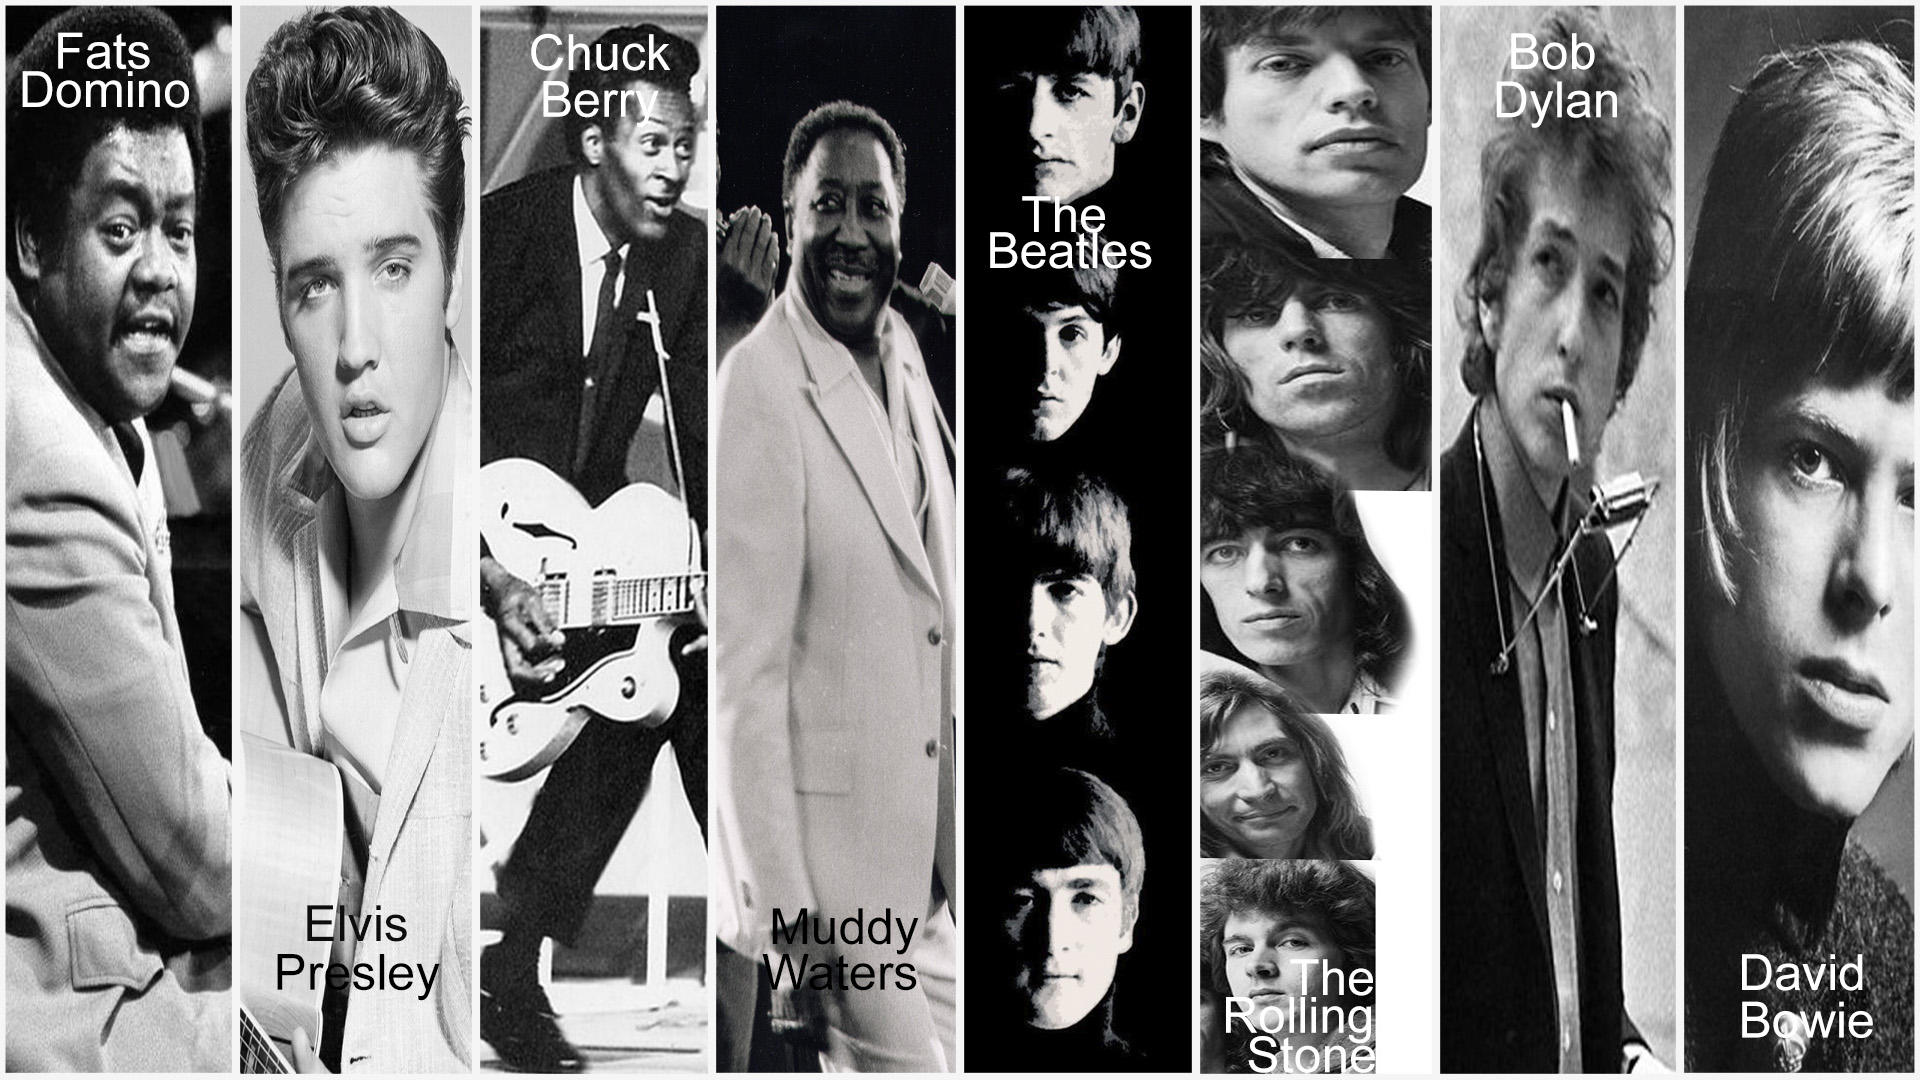 Fats
Domino
Elvis
Presley
Chuck
Berry
Muddy
Waters
The
Beatles
The
Rolling
Stone
Bob
Dylan
David
Bowie